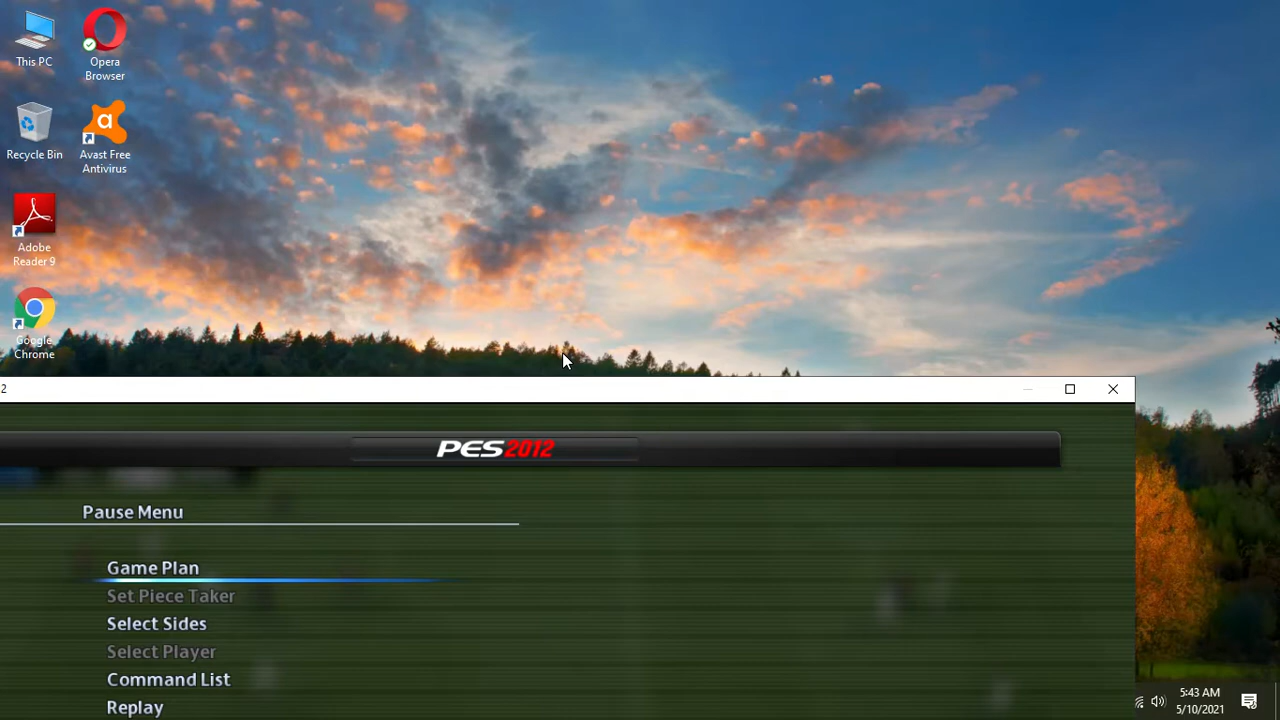 This PC
Opera
Browser
Recycle Bin
Avast Free
Antivirus
Adobe
Reader 9
Google
Chrome
2
PES2012
Pause Menu
Game Plan
Set Piece Taker
Select Sides
Select Player
Command List
Replay
5:43 AM
5/10/2021